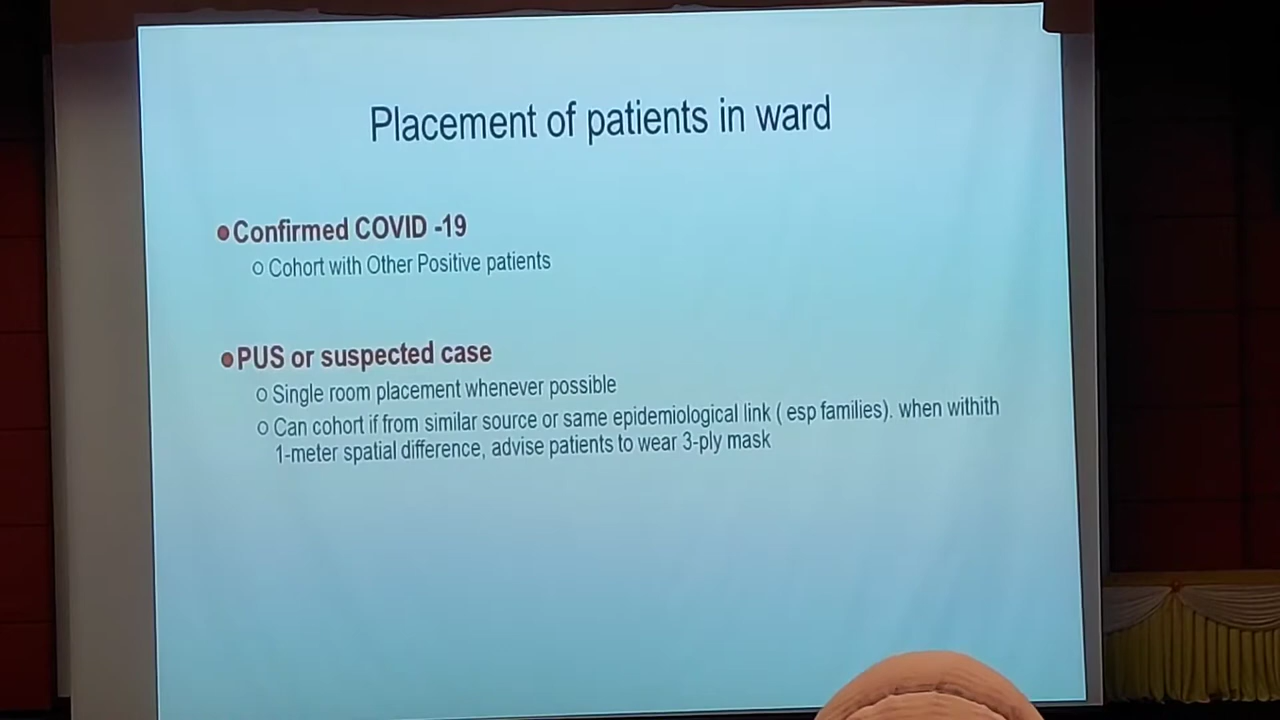 Placement of patients in ward
●Confirmed COVID -19
○ Cohort with Other Positive patients
●PUS or suspected case
○ Single room placement whenever possible
○ Can cohort if from similar source or same epidemiological link ( esp families). when withith
1-meter spatial difference, advise patients to wear 3-ply mask